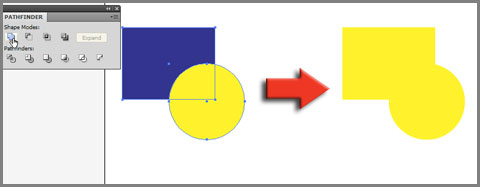 PATHFINDER
Shape Modes:
Expand
Pathfinders: